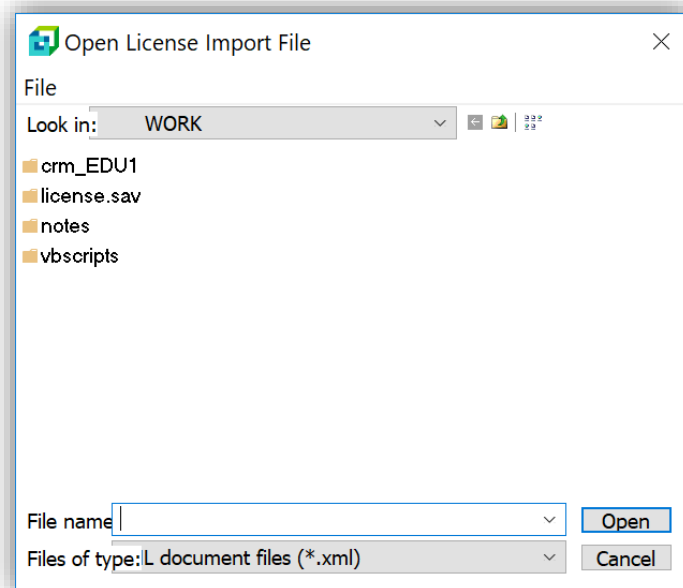 Open License Import File
File
Look in: WORK
crm_EDU1
license.sav
notes
vbscripts
File name
Open
Files of type: L document files (*.xml)
Cancel